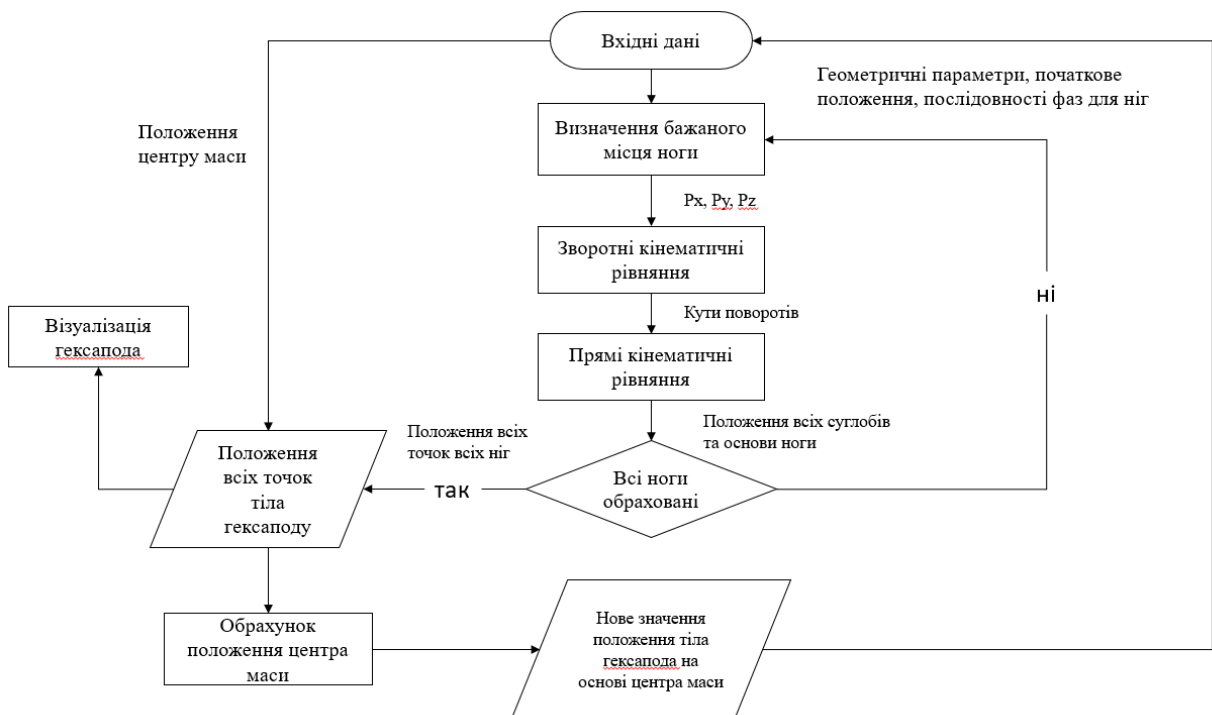 Вхідні дані
Геометричні параметри, початкове
положення, послідовності фаз для ніг
Положення
центру маси
Визначення бажаного
місця ноги
Px, Py, Pz
Зворотні кінематичні
рівняння
ні
Кути поворотів
Візуалізація
гексапода
Прямі кінематичні
рівняння
Положення всіх суглобів
та основи ноги
Положення всіх
точок всіх ніг
Положення
всіх точок
тіла
гексаподу
так
Всі ноги
обраховані
Обрахунок
положення центра
маси
Нове значення
положення тіла
гексапода на
основі центра маси